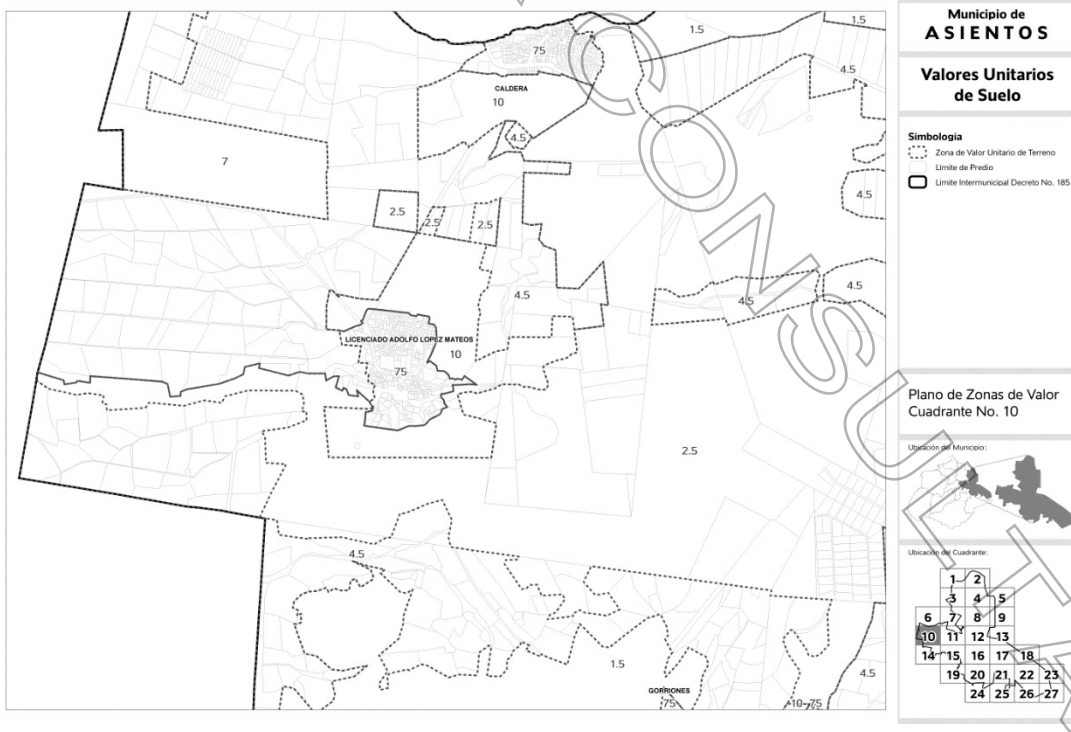 Municipio de
ASIENTOS
Valores Unitarios
de Suelo
Simbología
Zona de Valor Unitario de Terreno
Limite de Predio
Limite Intermunicipal Decreto No. 185
Plano de Zonas de Valor
Cuadrante No. 10
Ubicación del Municipio:
Ubicación del Cuadrante:
1 2
3 4 5
6 7 8 9
10 11 12 13
14 15 16 17 18
19 20 21 22 23
24 25 26 27
1.5
1.5
75
4.5
CALDERA
10
4.5
7
4.5
2.5
2.5
2.5
4.5
4.5
4.5
LICENCIADO ADOLFO LOPEZ MATEOS
10
75
2.5
4.5
1.5
4.5
GORRIONES
75
10-75
CONSULTA